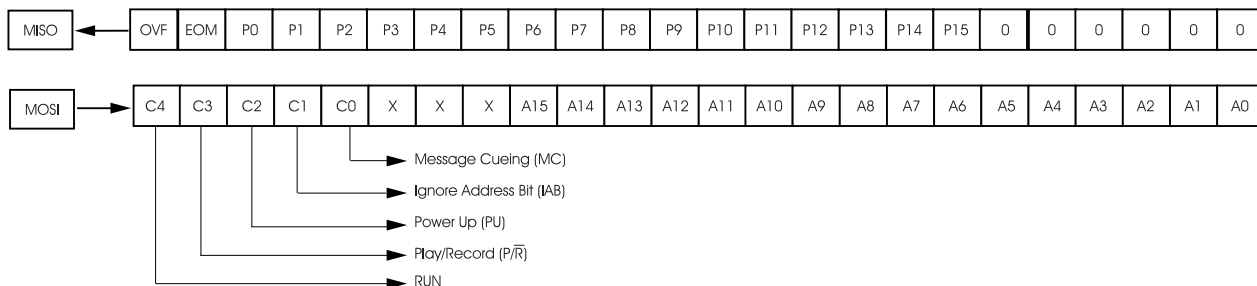 MISO OVF EOM P0 P1 P2 P3 P4 P5 P6 P7 P8 P9 P10 P11 P12 P13 P14 P15 0 0 0 0 0 0
MOSI C4 C3 C2 C1 C0 X X X A15 A14 A13 A12 A11 A10 A9 A8 A7 A6 A5 A4 A3 A2 A1 A0
Message Cueing (MC)
Ignore Address Bit (IAB)
Power Up (PU)
Play/Record (P/R̅)
RUN